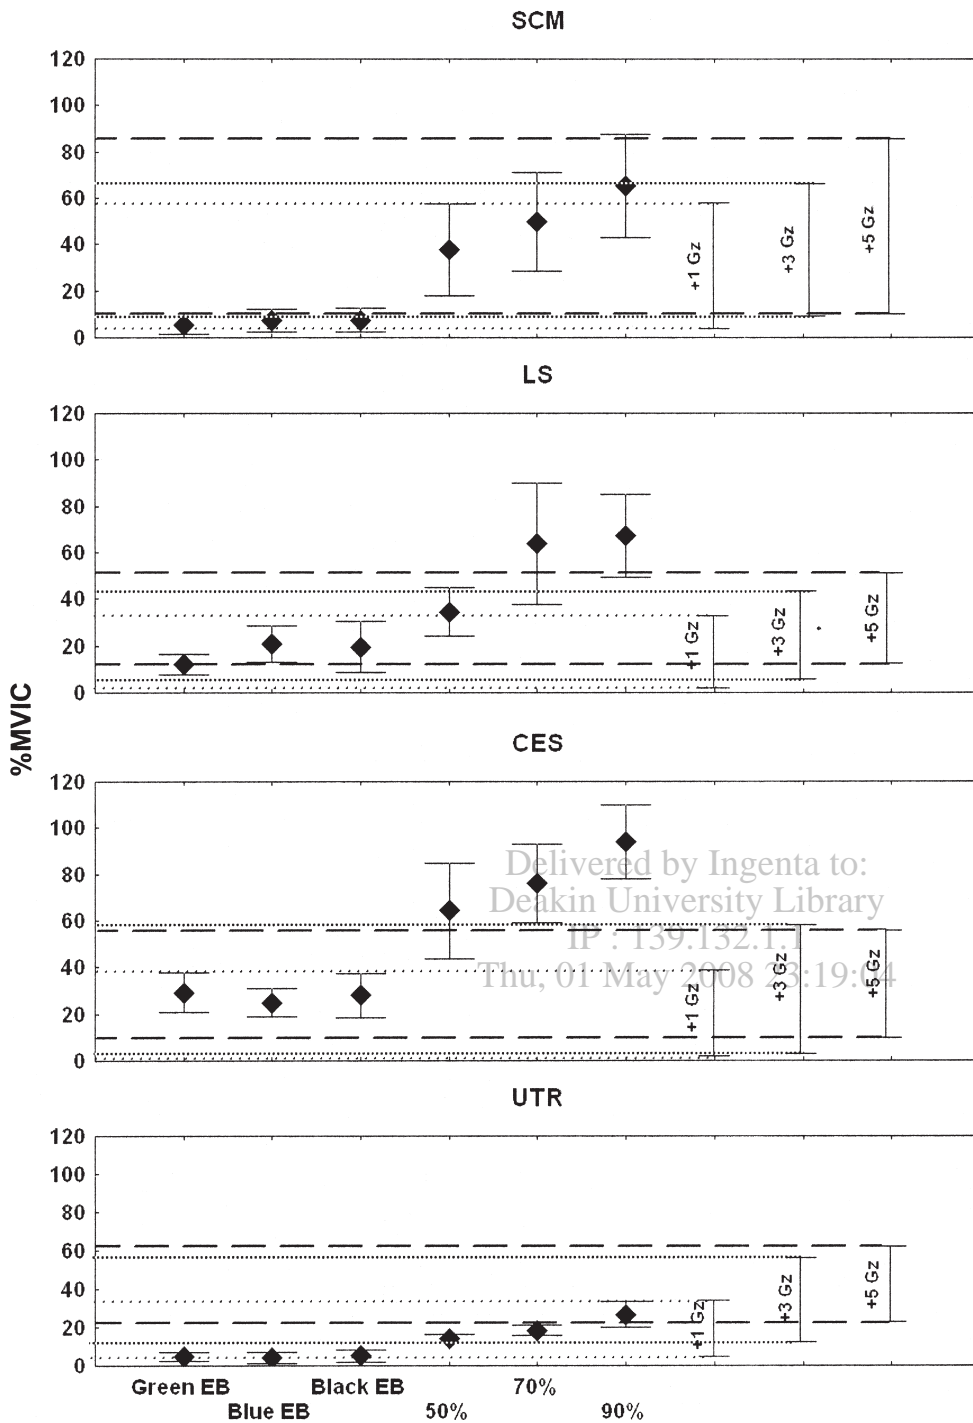 SCM
120
100
80
60
40
20
0
+1 Gz
+3 Gz
+5 Gz
LS
120
100
80
60
40
20
0
+1 Gz
+3 Gz
+5 Gz
%MVIC
CES
120
100
80
60
40
20
0
+1 Gz
+3 Gz
+5 Gz
Delivered by Ingenta to:
Deakin University Library
IP : 139.132.1.1
Thu, 01 May 2008 23:19:04
UTR
120
100
80
60
40
20
0
+1 Gz
+3 Gz
+5 Gz
Green EB Black EB 70%
Blue EB 50% 90%